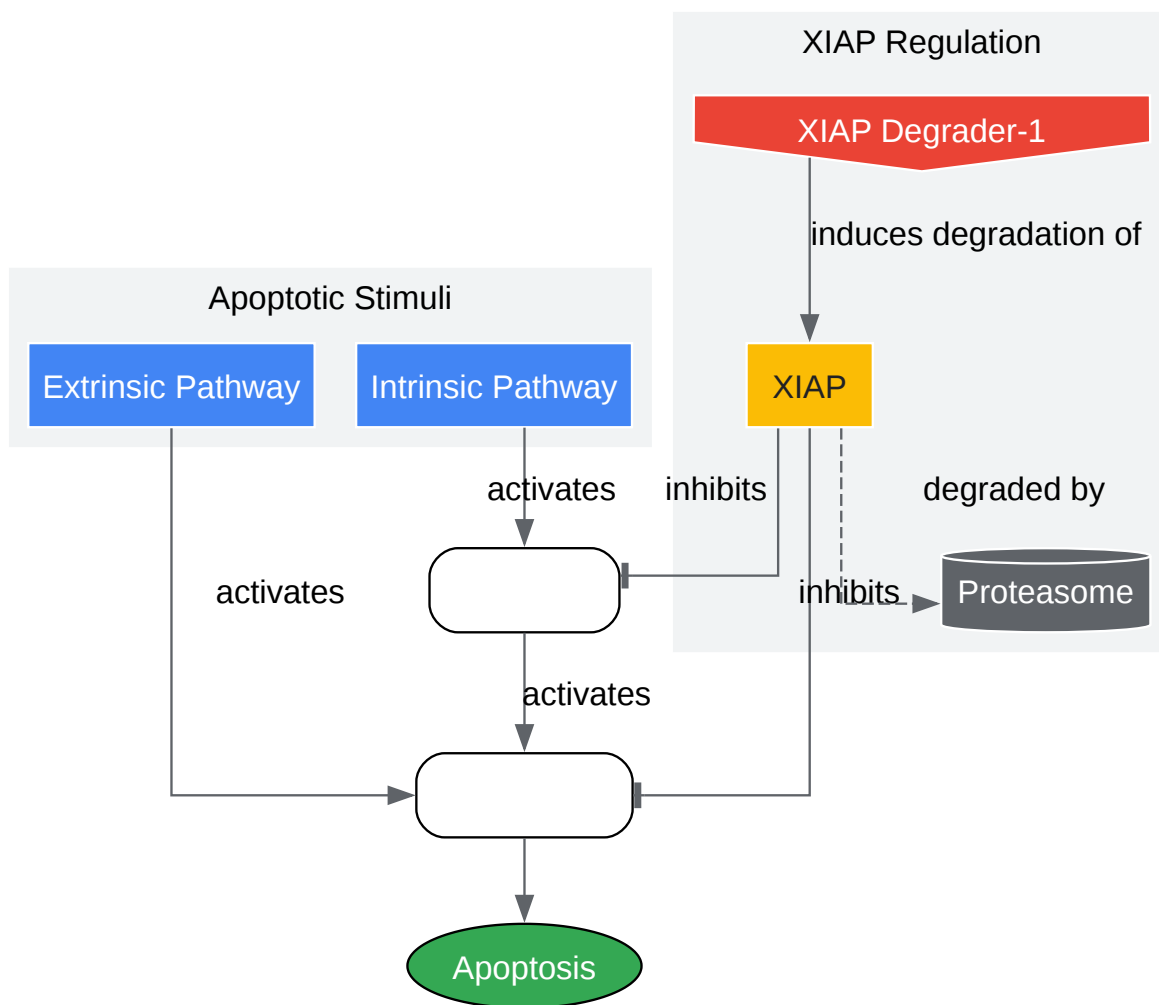 XIAP Regulation
XIAP Degrader-1
induces degradation of
Apoptotic Stimuli
Extrinsic Pathway
Intrinsic Pathway
XIAP
activates
inhibits
degraded by
activates
inhibits
Proteasome
activates
Apoptosis